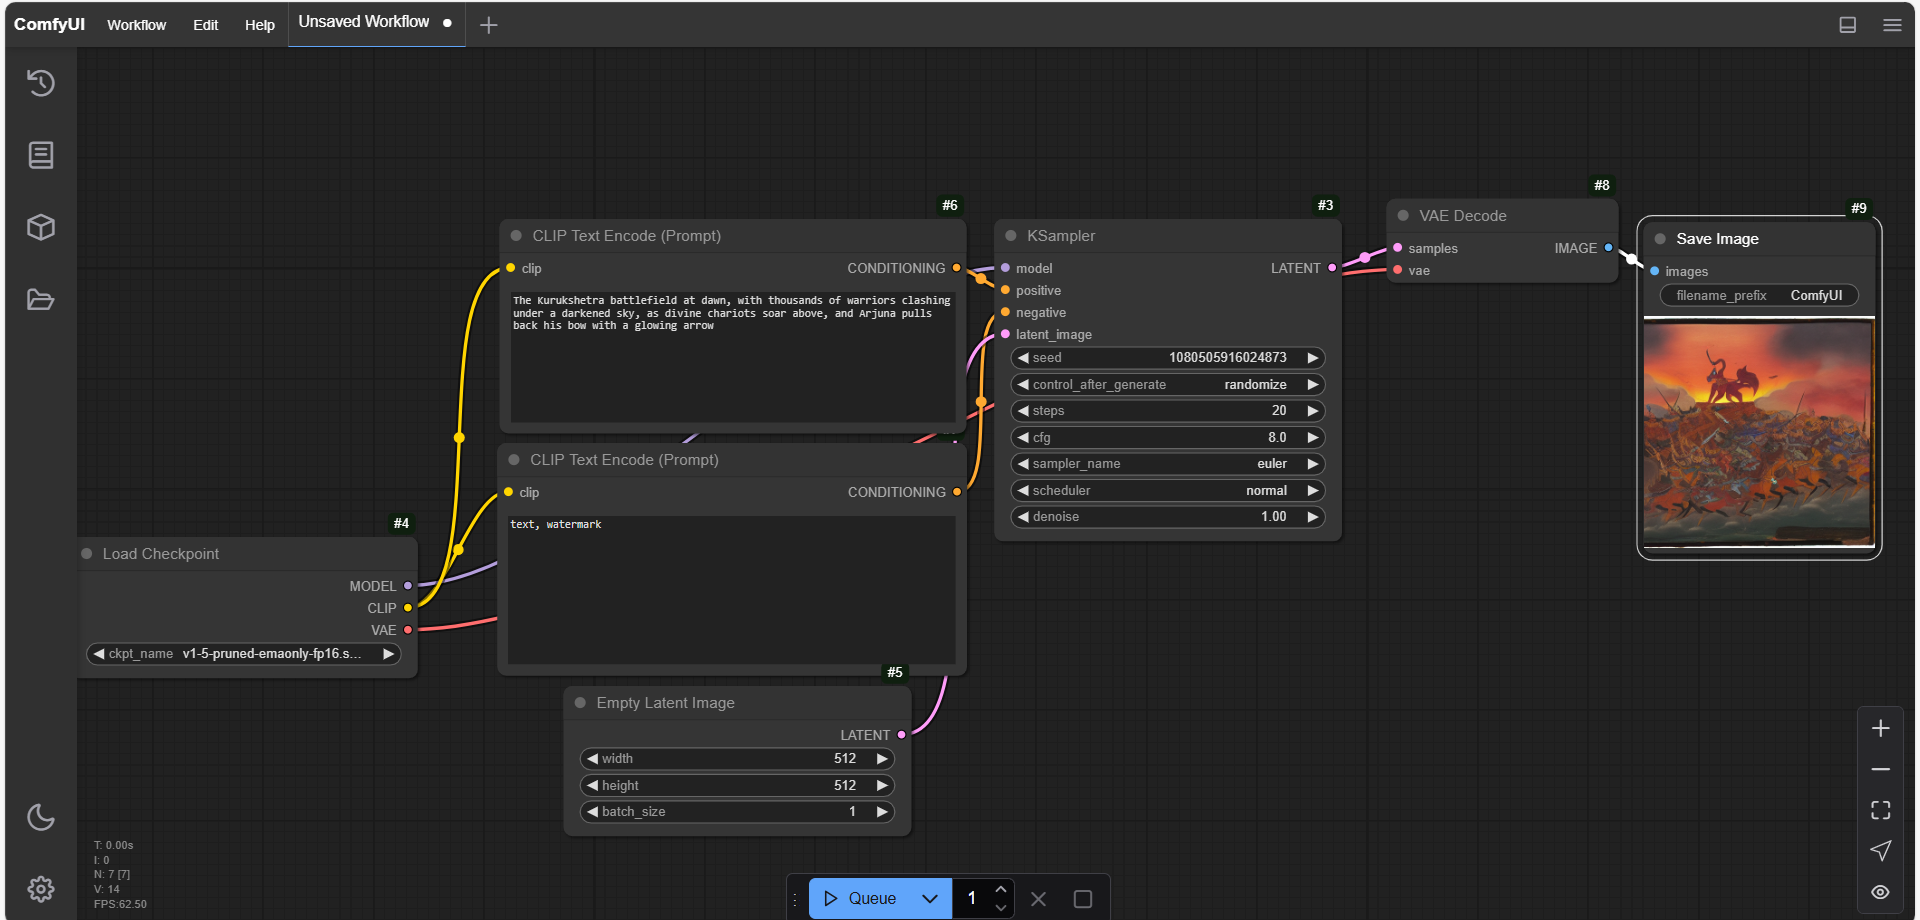 ComfyUI Workflow Edit Help Unsaved Workflow
#6
CLIP Text Encode (Prompt)
clip CONDITIONING
The Kurukshetra battlefield at dawn, with thousands of warriors clashing
under a darkened sky, as divine chariots soar above, and Arjuna pulls
back his bow with a glowing arrow
CLIP Text Encode (Prompt)
clip CONDITIONING
text, watermark
#4
Load Checkpoint
MODEL
CLIP
VAE
ckpt_name v1-5-pruned-emaonly-fp16.s...
#5
Empty Latent Image
LATENT
width 512
height 512
batch_size 1
#3
KSampler
model LATENT
positive
negative
latent_image
seed 1080505916024873
control_after_generate randomize
steps 20
cfg 8.0
sampler_name euler
scheduler normal
denoise 1.00
#8
VAE Decode
samples IMAGE
vae
#9
Save Image
images
filename_prefix ComfyUI
T: 0.00s
I: 0
N: 7 [7]
V: 14
FPS:62.50
Queue 1